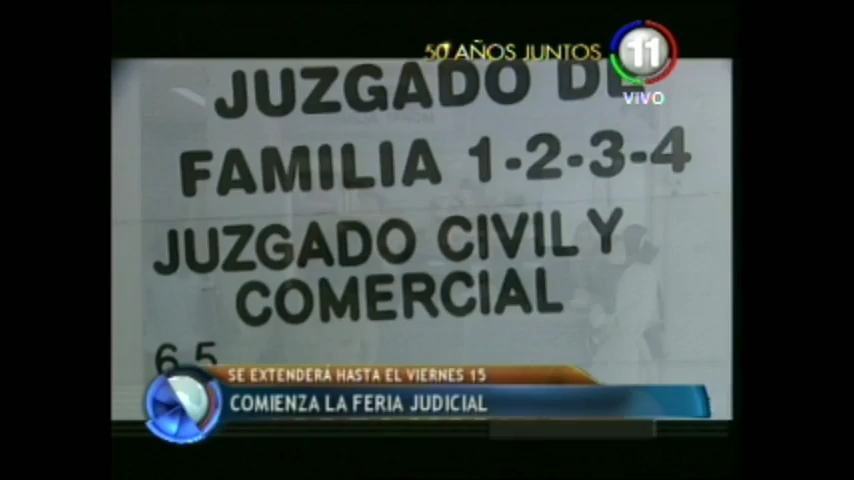 50 AÑOS JUNTOS 11
VIVO
JUZGADO DE
FAMILIA 1-2-3-4
JUZGADO CIVIL Y
COMERCIAL
6 5
SE EXTENDERÁ HASTA EL VIERNES 15
COMIENZA LA FERIA JUDICIAL